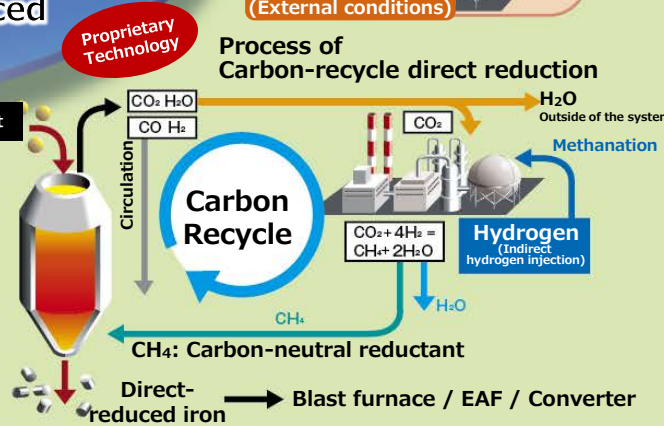 (External conditions)
Proprietary
Technology
Process of
Carbon-recycle direct reduction
CO₂ H₂O
CO H₂
Circulation
CO₂
H₂O
Outside of the system
Methanation
Carbon
Recycle
CO₂+4H₂ =
CH₄+2H₂O
Hydrogen
(Indirect
hydrogen injection)
H₂O
CH₄
CH₄: Carbon-neutral reductant
Direct-
reduced iron
Blast furnace / EAF / Converter